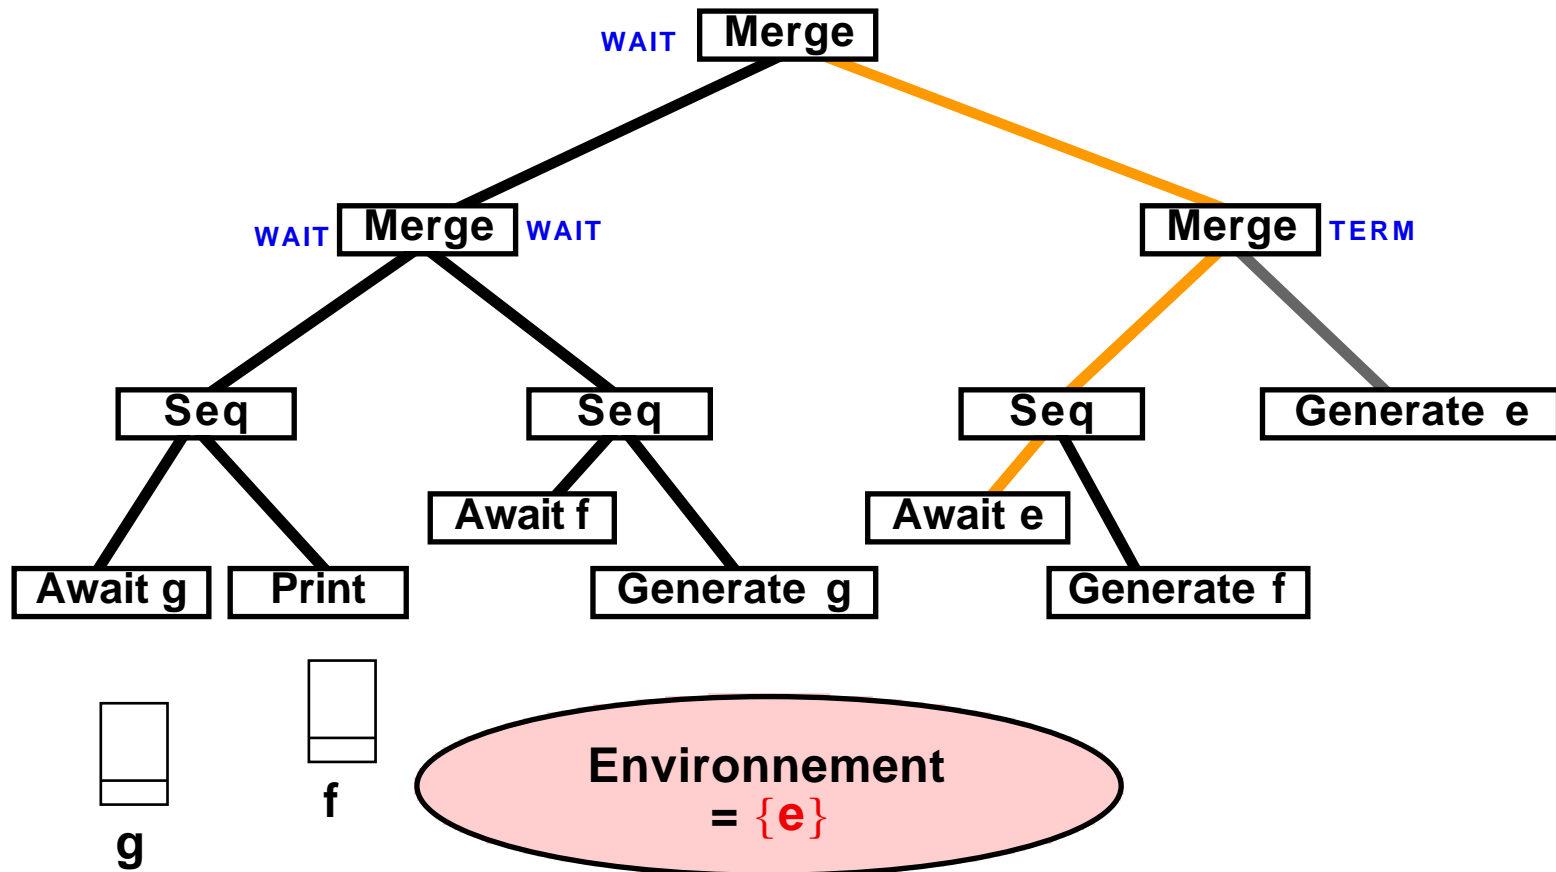 WAIT Merge
WAIT Merge WAIT
Merge TERM
Seq
Seq
Seq
Generate e
Await f
Await e
Await g
Print
Generate g
Generate f
g
f
Environnement
= {e}